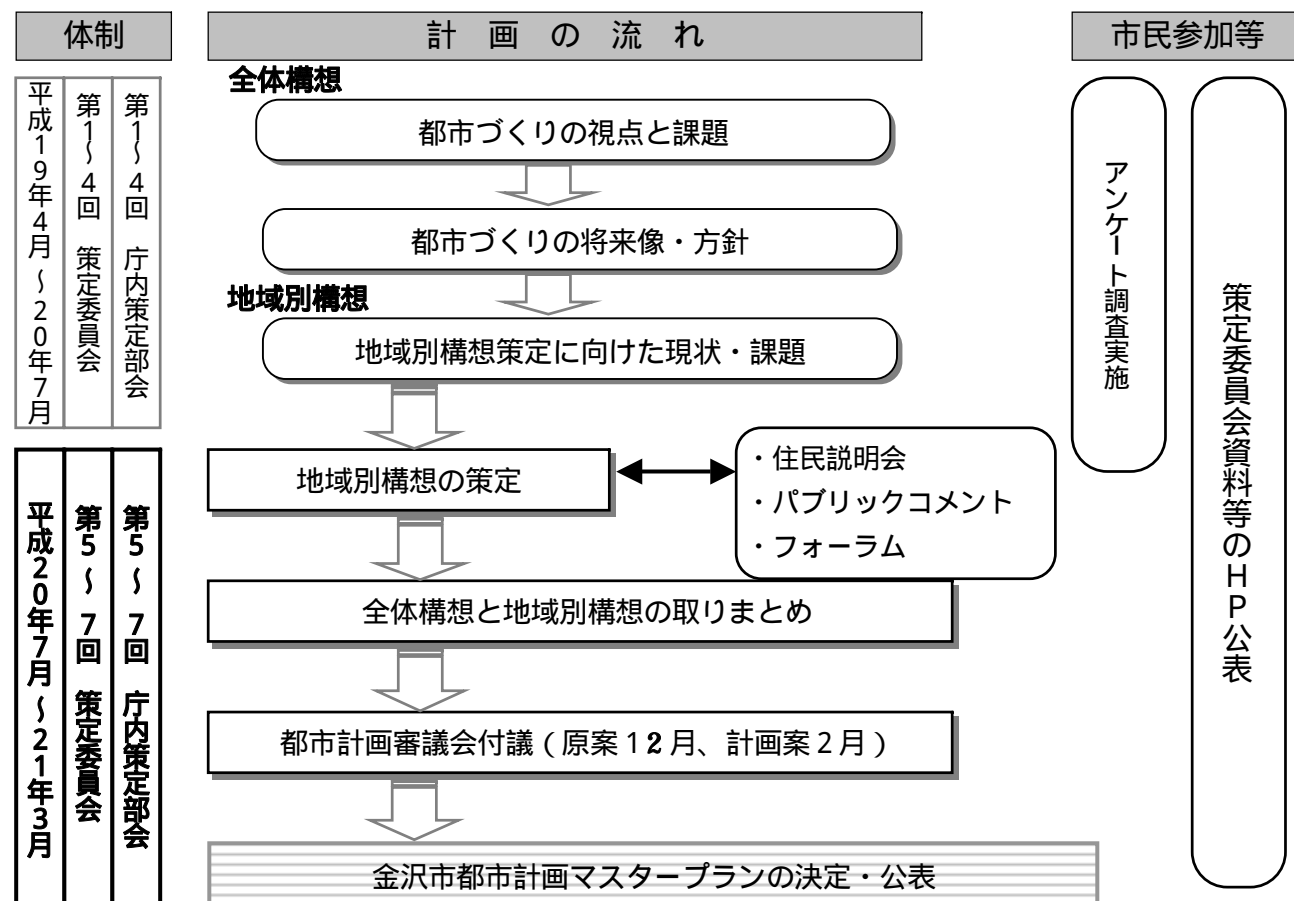 体制
計画の流れ
市民参加等
平成19年4月～20年7月
第1～4回 策定委員会
第1～4回 庁内策定部会
全体構想
都市づくりの視点と課題
都市づくりの将来像・方針
地域別構想
地域別構想策定に向けた現状・課題
平成20年7月～21年3月
第5～7回 策定委員会
第5～7回 庁内策定部会
地域別構想の策定
・住民説明会
・パブリックコメント
・フォーラム
全体構想と地域別構想の取りまとめ
都市計画審議会付議（原案12月、計画案2月）
金沢市都市計画マスタープランの決定・公表
アンケート調査実施
策定委員会資料等のHP公表